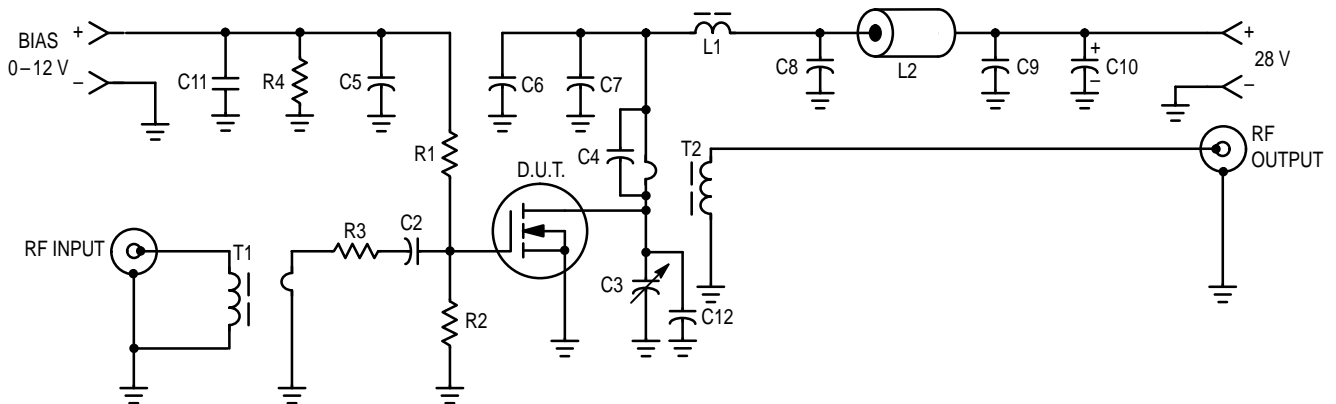 +
BIAS
0–12 V
–
C11
R4
C5
C6
C7
L1
C8
L2
C9
+
C10
–
+
28 V
–
R1
C4
T2
RF
OUTPUT
D.U.T.
RF INPUT
T1
R3
C2
C3
C12
R2